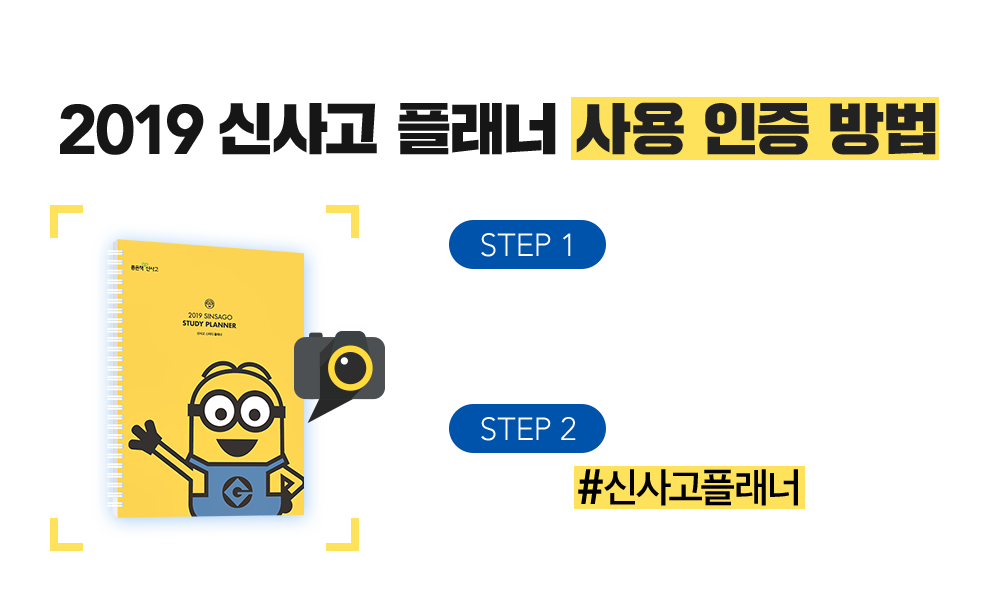 2019 신사고 플래너 사용 인증 방법
좋은책 신사고
2019 SINSAGO
STUDY PLANNER
STEP 1
STEP 2
#신사고플래너